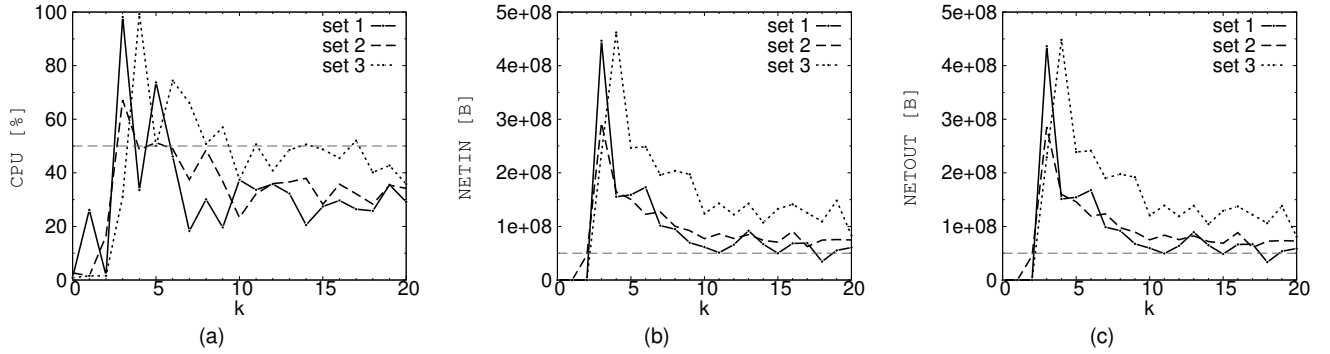 CPU [%]
100
80
60
40
20
0
0 5 10 15 20
k
set 1
set 2
set 3
(a)
NETIN [B]
5e+08
4e+08
3e+08
2e+08
1e+08
0
0 5 10 15 20
k
set 1
set 2
set 3
(b)
NETOUT [B]
5e+08
4e+08
3e+08
2e+08
1e+08
0
0 5 10 15 20
k
set 1
set 2
set 3
(c)